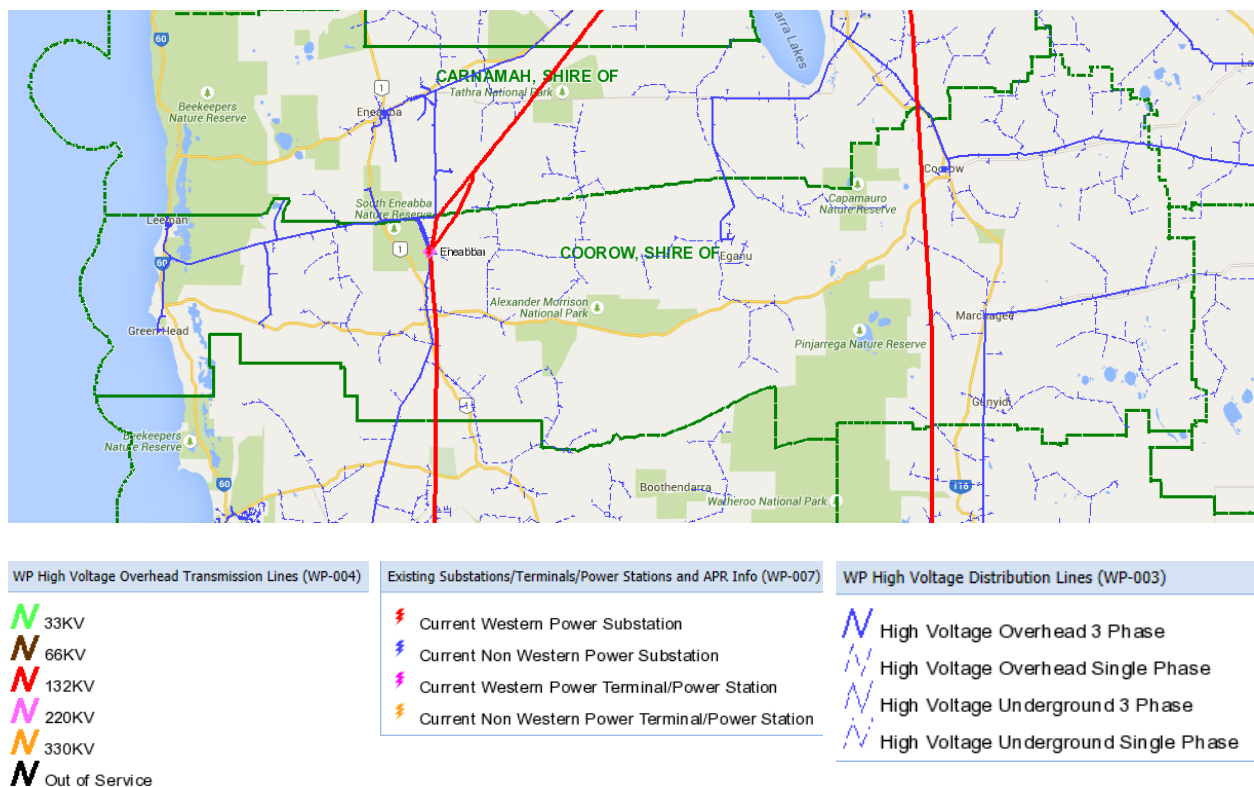 60
arra Lakes
1
CARNAMAH, SHIRE OF
Tathra National Park
Beekeepers
Nature Reserve
Eneabba
Coorow
Capamauro
Nature Reserve
South Eneabba
Nature Reserve
Leeman
1
Eneabba
COOROW, SHIRE OF
Eganu
60
Alexander Morrison
National Park
Marchagee
Green Head
Pinjarrega Nature Reserve
Gunyidi
1
Beekeepers
Nature Reserve
60
Boothendarra
Watheroo National Park
116
WP High Voltage Overhead Transmission Lines (WP-004)
33KV
66KV
132KV
220KV
330KV
Out of Service
Existing Substations/Terminals/Power Stations and APR Info (WP-007)
Current Western Power Substation
Current Non Western Power Substation
Current Western Power Terminal/Power Station
Current Non Western Power Terminal/Power Station
WP High Voltage Distribution Lines (WP-003)
High Voltage Overhead 3 Phase
High Voltage Overhead Single Phase
High Voltage Underground 3 Phase
High Voltage Underground Single Phase